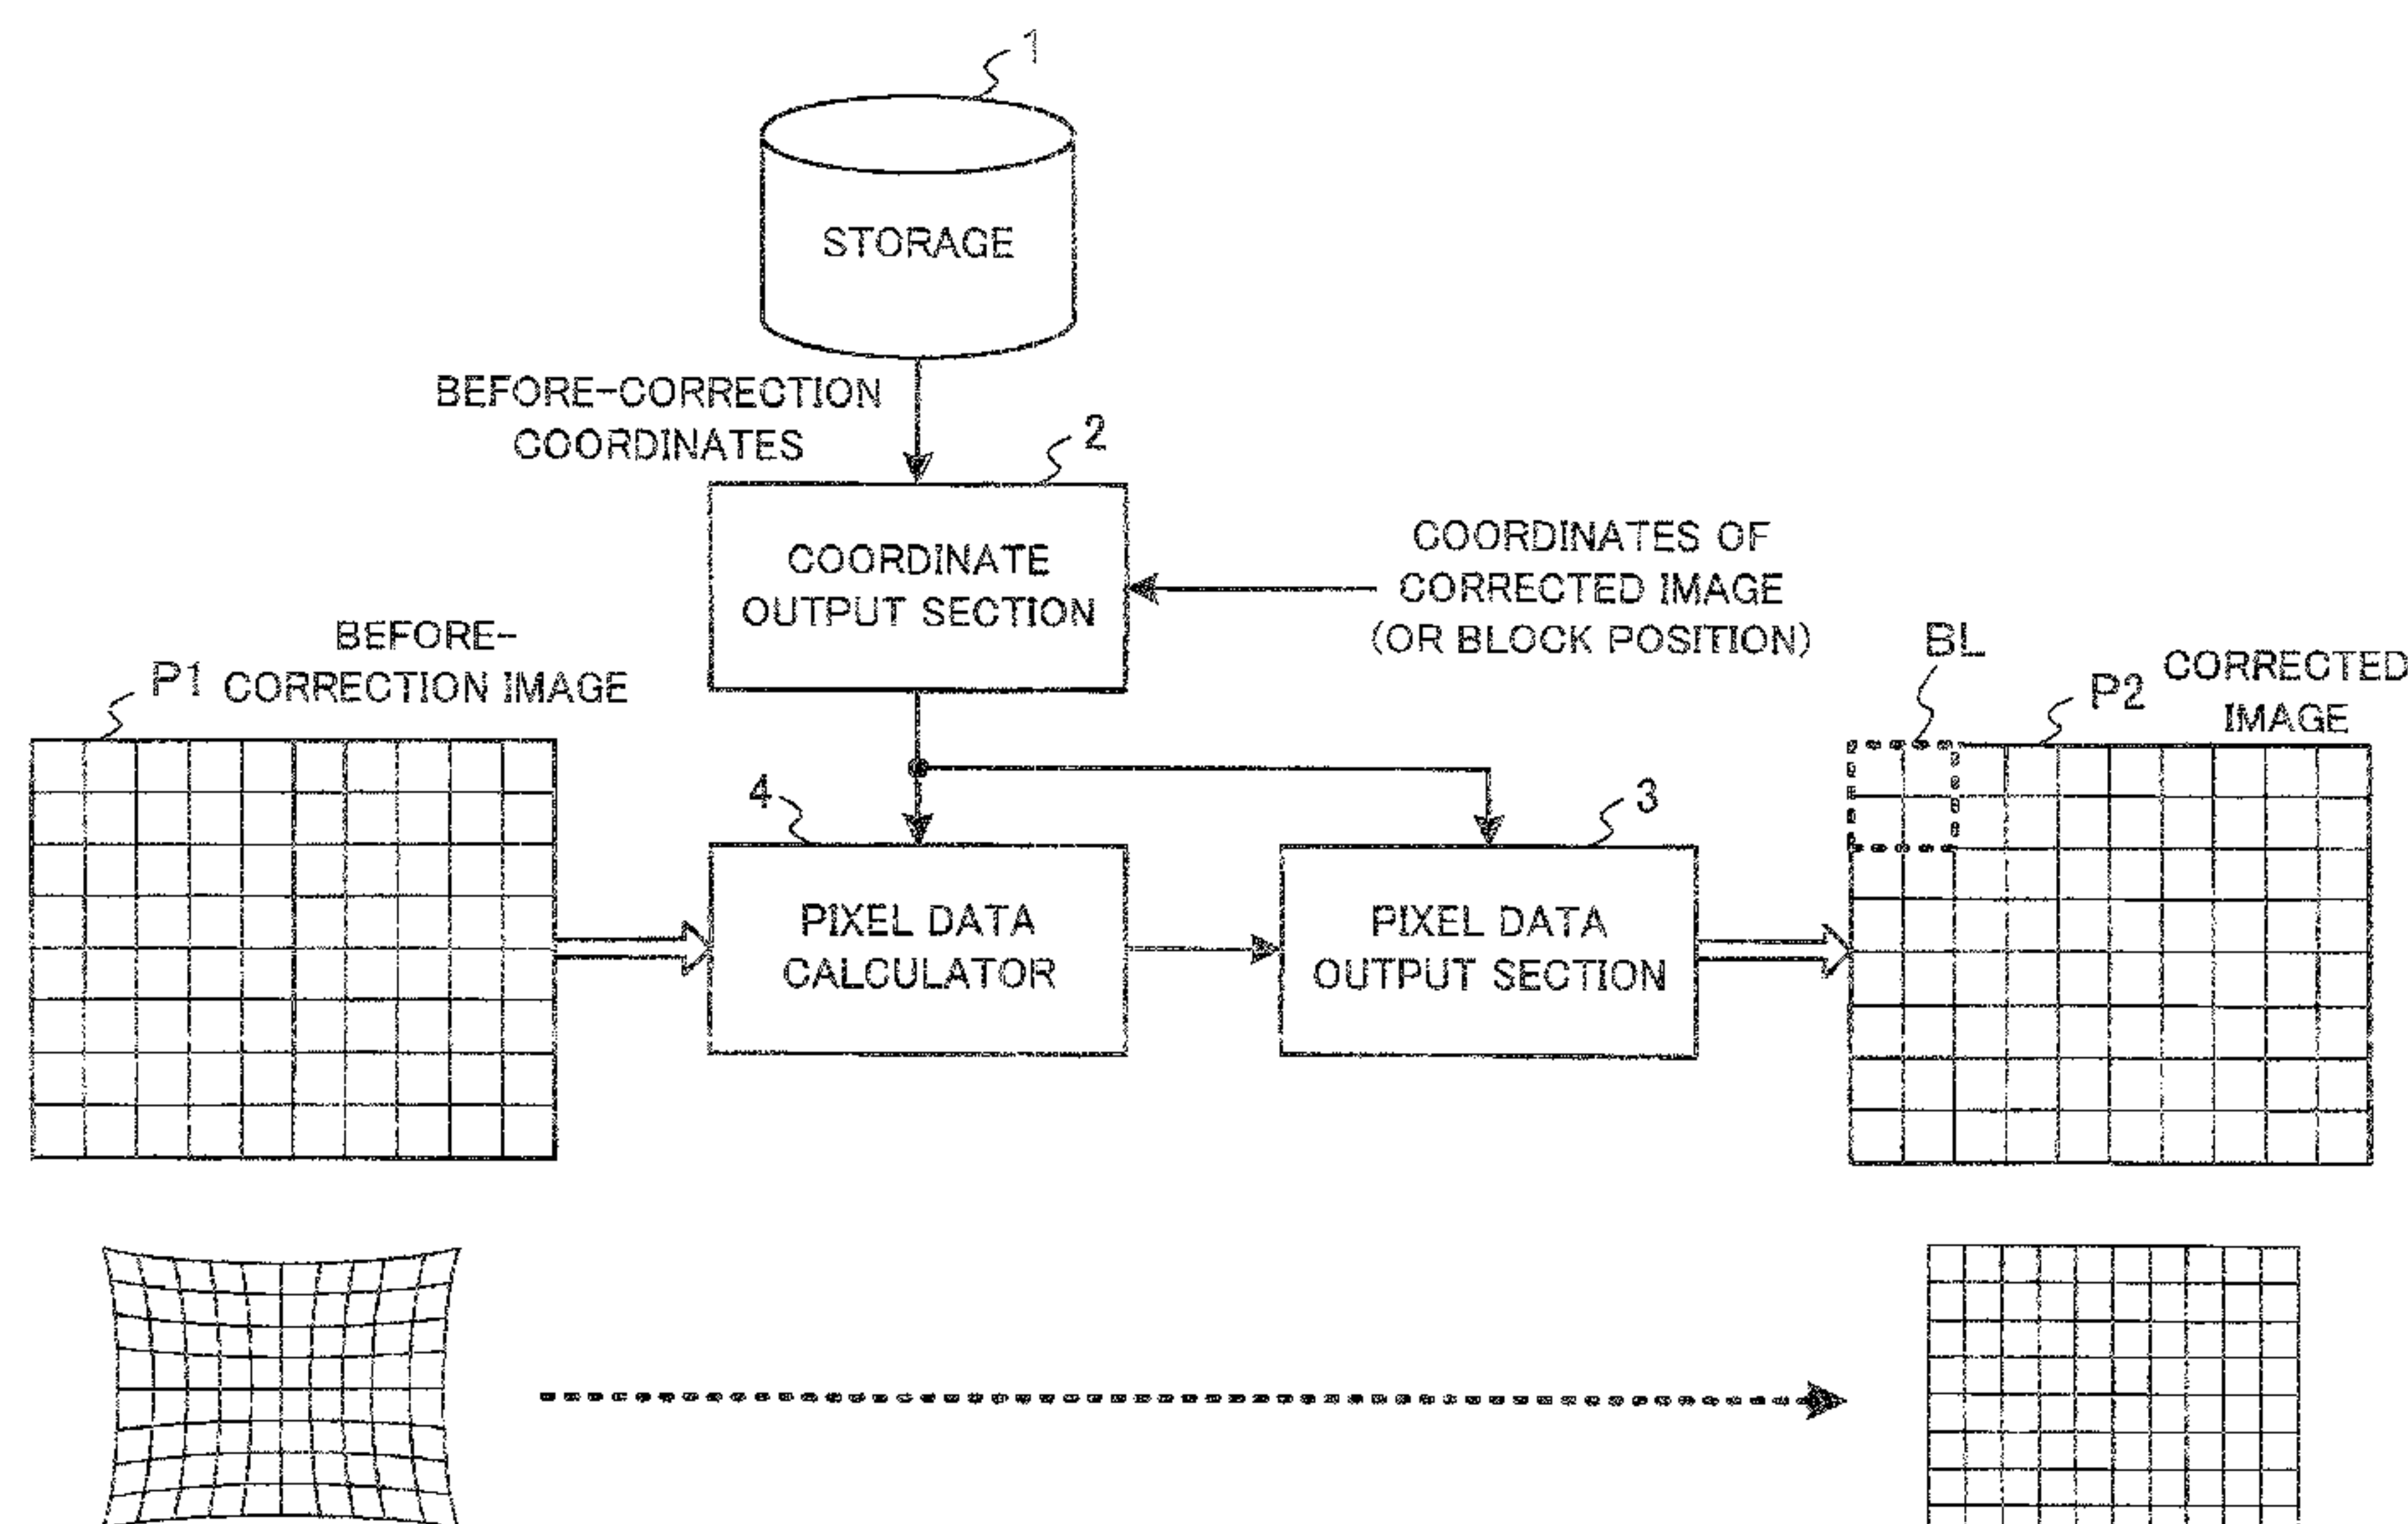 1
STORAGE
BEFORE-CORRECTION
COORDINATES
2
COORDINATE
OUTPUT SECTION
COORDINATES OF
CORRECTED IMAGE
(OR BLOCK POSITION)
BEFORE-
P1 CORRECTION IMAGE
BL
P2
CORRECTED
IMAGE
4
3
PIXEL DATA
CALCULATOR
PIXEL DATA
OUTPUT SECTION